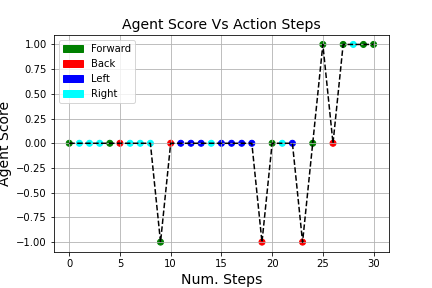 Agent Score Vs Action Steps
Agent Score
1.00
0.75
0.50
0.25
0.00
−0.25
−0.50
−0.75
−1.00
Forward
Back
Left
Right
0 5 10 15 20 25 30
Num. Steps